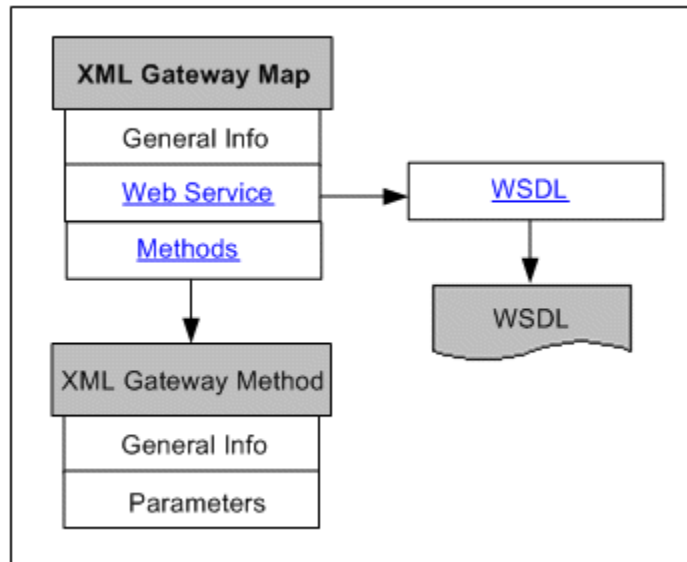 XML Gateway Map
General Info
Web Service
Methods
WSDL
WSDL
XML Gateway Method
General Info
Parameters